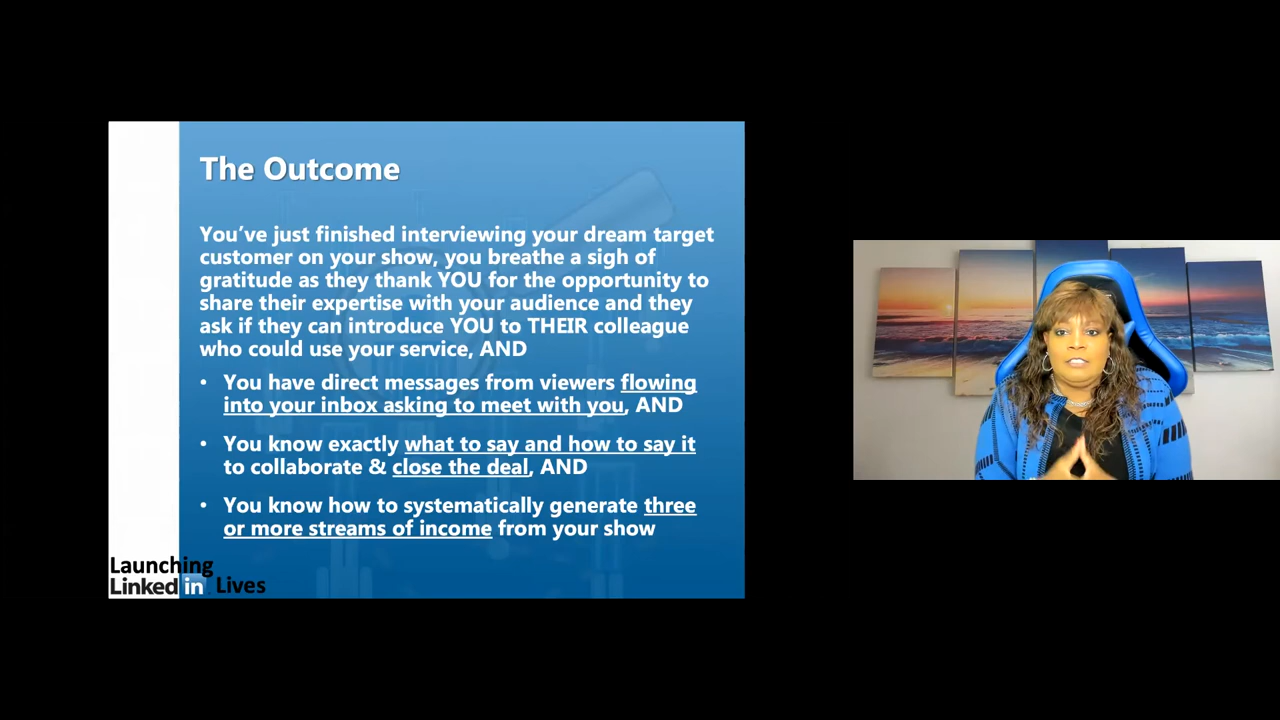 The Outcome
You’ve just finished interviewing your dream target
customer on your show, you breathe a sigh of
gratitude as they thank YOU for the opportunity to
share their expertise with your audience and they
ask if they can introduce YOU to THEIR colleague
who could use your service, AND
• You have direct messages from viewers flowing
into your inbox asking to meet with you, AND
• You know exactly what to say and how to say it
to collaborate & close the deal, AND
• You know how to systematically generate three
or more streams of income from your show
Launching
Linked in Lives